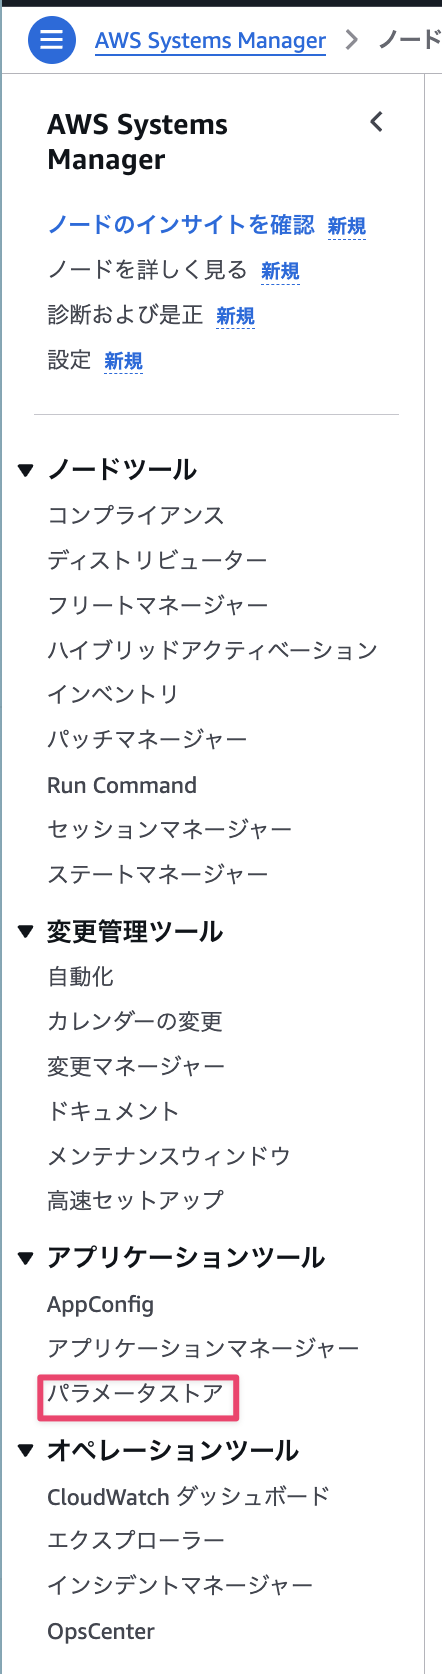 AWS Systems Manager > ノード
AWS Systems
Manager
ノードのインサイトを確認 新規
ノードを詳しく見る 新規
診断および是正 新規
設定 新規
ノードツール
コンプライアンス
ディストリビューター
フリートマネージャー
ハイブリッドアクティベーション
インベントリ
パッチマネージャー
Run Command
セッションマネージャー
ステートマネージャー
変更管理ツール
自動化
カレンダーの変更
変更マネージャー
ドキュメント
メンテナンスウィンドウ
高速セットアップ
アプリケーションツール
AppConfig
アプリケーションマネージャー
パラメータストア
オペレーションツール
CloudWatch ダッシュボード
エクスプローラー
インシデントマネージャー
OpsCenter